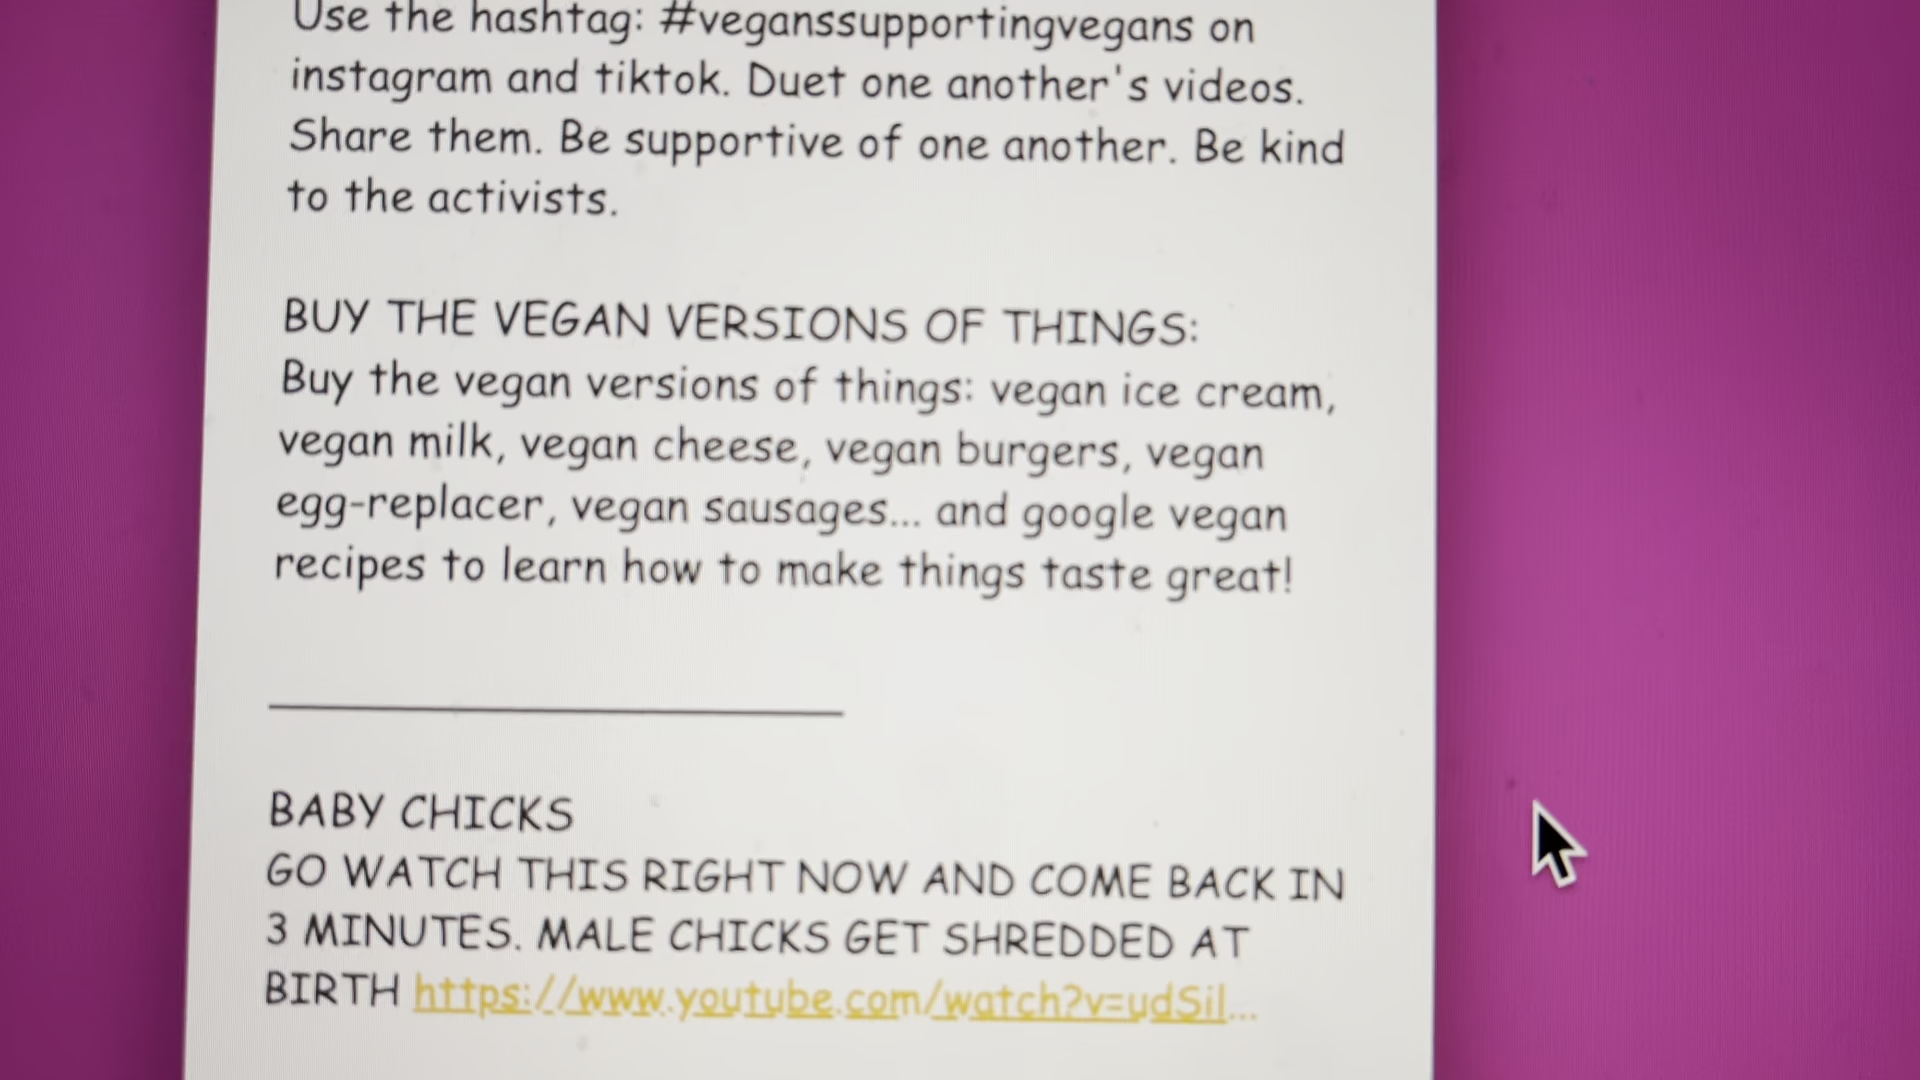 Use the hashtag: #veganssupportingvegans on
instagram and tiktok. Duet one another's videos.
Share them. Be supportive of one another. Be kind
to the activists.
BUY THE VEGAN VERSIONS OF THINGS:
Buy the vegan versions of things: vegan ice cream,
vegan milk, vegan cheese, vegan burgers, vegan
egg-replacer, vegan sausages... and google vegan
recipes to learn how to make things taste great!
BABY CHICKS
GO WATCH THIS RIGHT NOW AND COME BACK IN
3 MINUTES. MALE CHICKS GET SHREDDED AT
BIRTH https://www.youtube.com/watch?v=udSil...